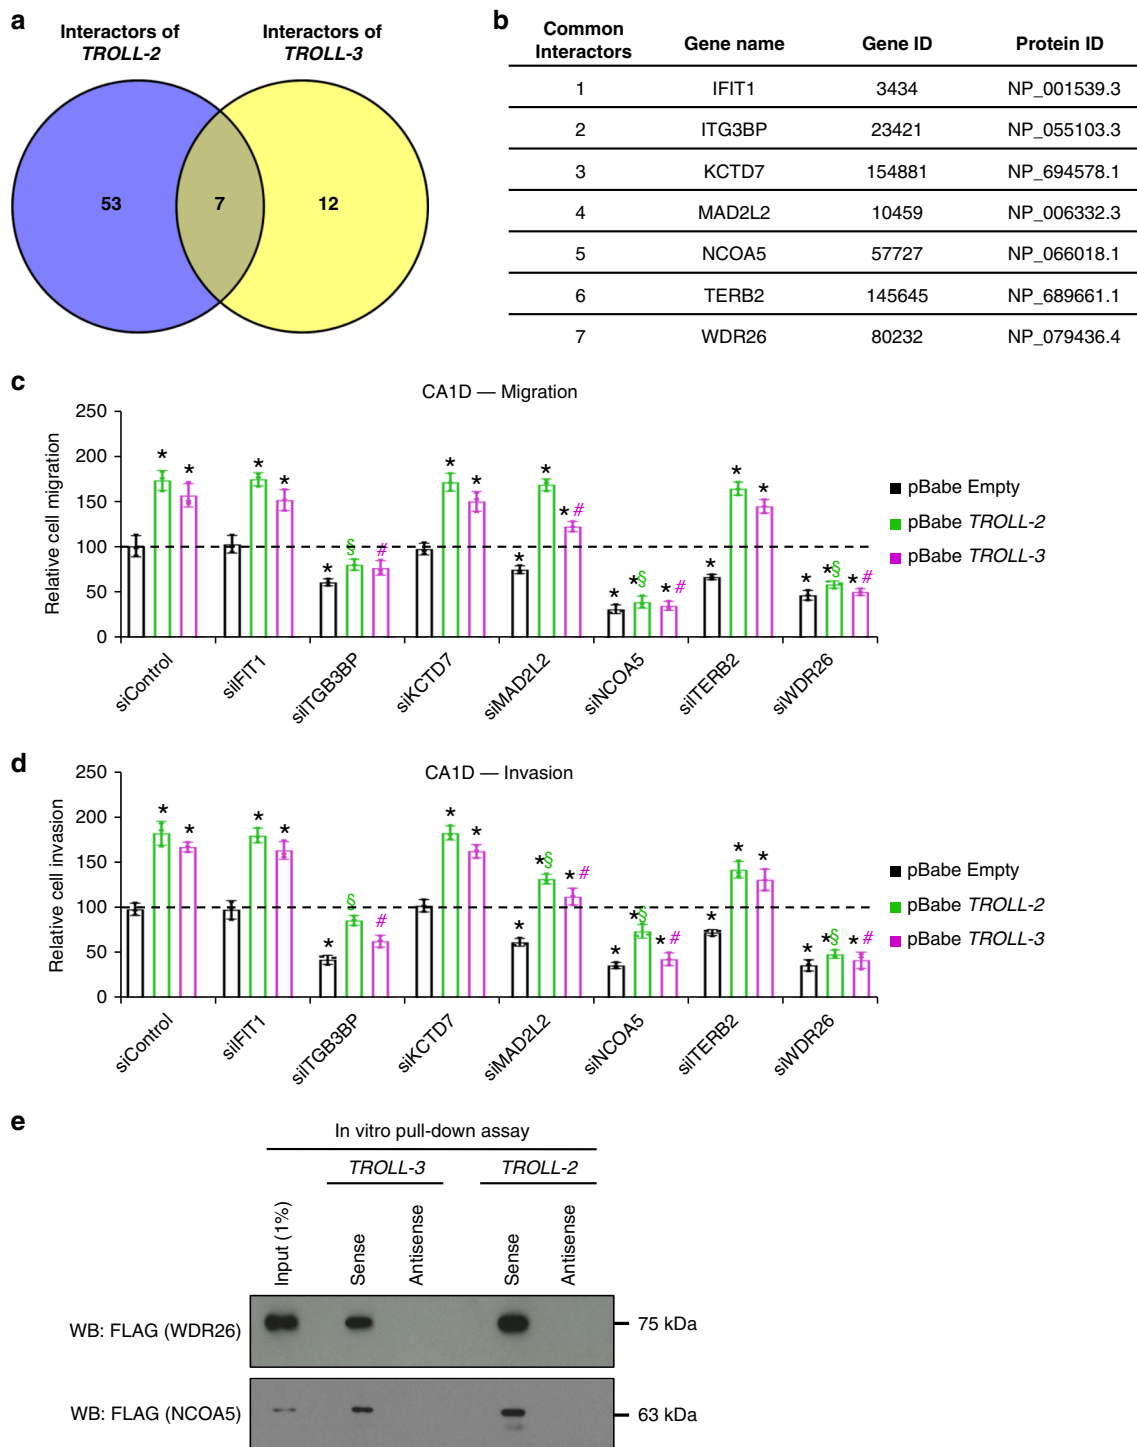 a
Interactors of
TROLL-2
Interactors of
TROLL-3
53
7
12
b
Common
Interactors
Gene name
Gene ID
Protein ID
1 IFIT1 3434 NP_001539.3
2 ITG3BP 23421 NP_055103.3
3 KCTD7 154881 NP_694578.1
4 MAD2L2 10459 NP_006332.3
5 NCOA5 57727 NP_066018.1
6 TERB2 145645 NP_689661.1
7 WDR26 80232 NP_079436.4
c
CA1D — Migration
Relative cell migration
250
200
150
100
50
0
* * * * * § # * * * * * # * * § * # * * * * * § * #
siControl
siIFIT1
siITGB3BP
siKCTD7
siMAD2L2
siNCOA5
siITERB2
siWDR26
pBabe Empty
pBabe TROLL-2
pBabe TROLL-3
d
CA1D — Invasion
Relative cell invasion
250
200
150
100
50
0
* * * * * § # * * * * § * # * * § * # * * * * * § * #
siControl
siIFIT1
siITGB3BP
siKCTD7
siMAD2L2
siNCOA5
siITERB2
siWDR26
pBabe Empty
pBabe TROLL-2
pBabe TROLL-3
e
In vitro pull-down assay
TROLL-3
TROLL-2
Input (1%)
Sense
Antisense
Sense
Antisense
WB: FLAG (WDR26)
75 kDa
WB: FLAG (NCOA5)
63 kDa